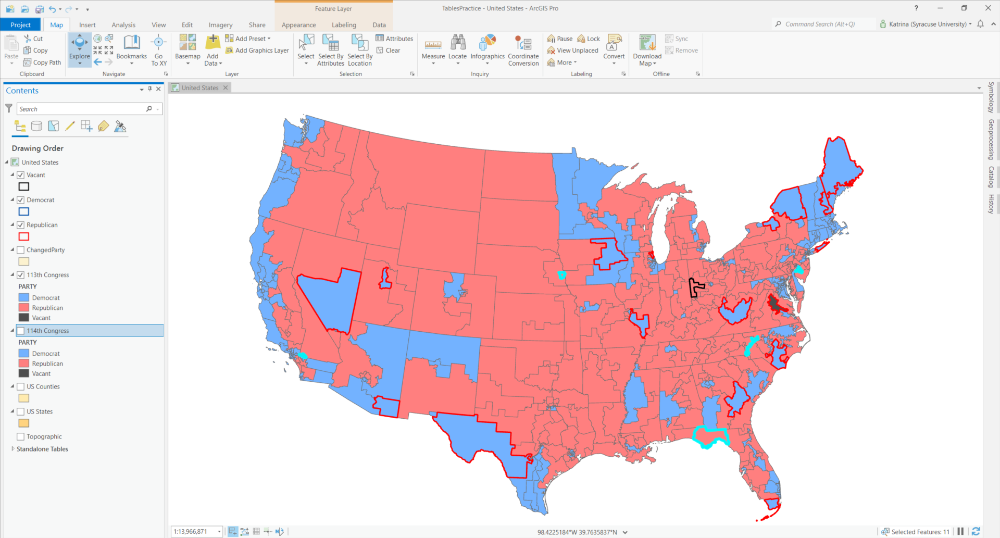 Feature Layer
TablesPractice - United States - ArcGIS Pro
?
Project Map Insert Analysis View Edit Imagery Share Appearance Labeling Data
Command Search (Alt+Q)
Katrina (Syracuse University)
Paste
Cut
Copy
Copy Path
Clipboard
Explore
Bookmarks
Go To XY
Navigate
Basemap
Add Data
Add Preset
Add Graphics Layer
Layer
Select
Select By Attributes
Select By Location
Attributes
Clear
Selection
Measure
Locate
Infographics
Coordinate Conversion
Inquiry
Pause
Lock
View Unplaced
More
Convert
Labeling
Download Map
Sync
Remove
Offline
Contents
Search
Drawing Order
United States
Vacant
Democrat
Republican
ChangedParty
113th Congress
PARTY
Democrat
Republican
Vacant
114th Congress
PARTY
Democrat
Republican
Vacant
US Counties
US States
Topographic
Standalone Tables
United States
Symbology
Geoprocessing
Catalog
History
1:13,966,871
98.4225184°W 39.7635837°N
Selected Features: 11